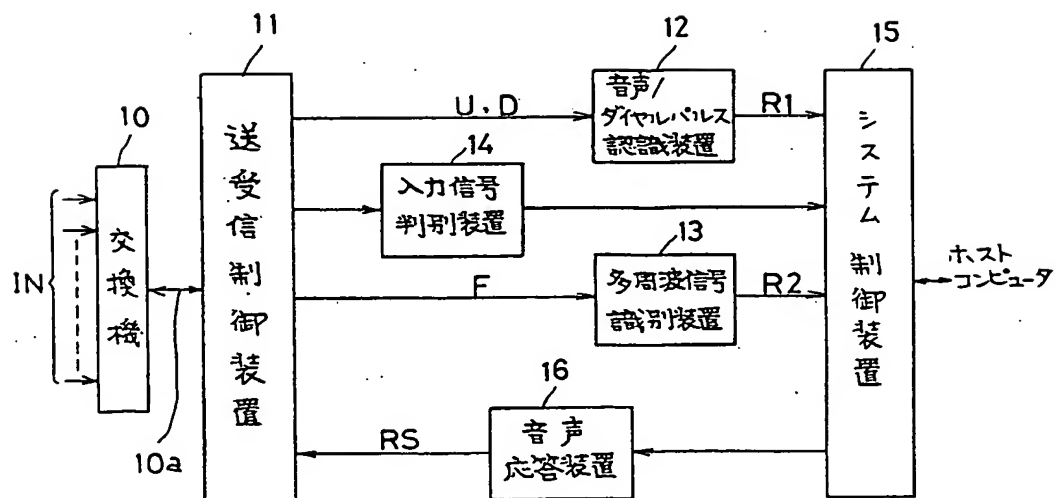 11
送受信制御装置
10
交換機
IN
10a
U、D
12
音声/
ダイヤルパルス
認識装置
R1
14
入力信号
判別装置
F
13
多周波信号
識別装置
R2
16
音声
応答装置
RS
15
システム制御装置
ホスト
コンピュータ